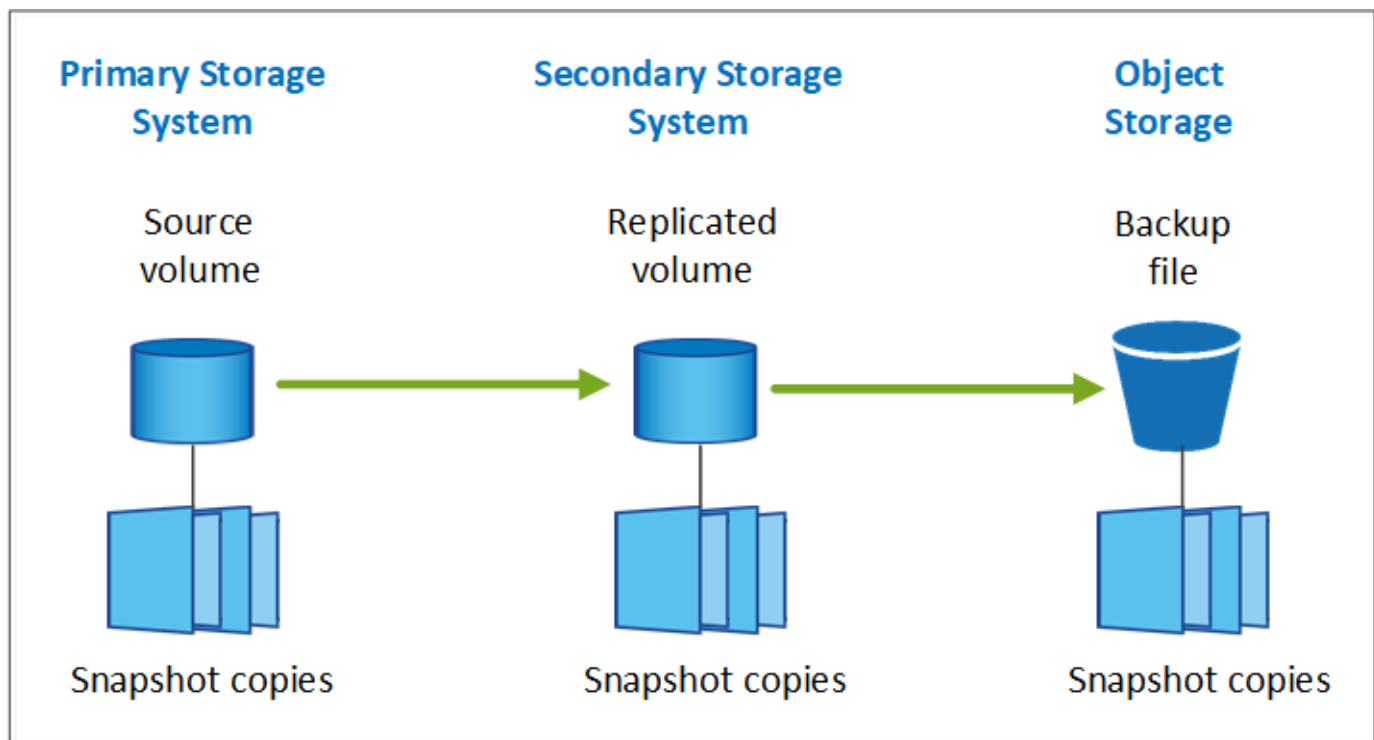 Primary Storage
System
Secondary Storage
System
Object
Storage
Source
volume
Replicated
volume
Backup
file
Snapshot copies
Snapshot copies
Snapshot copies